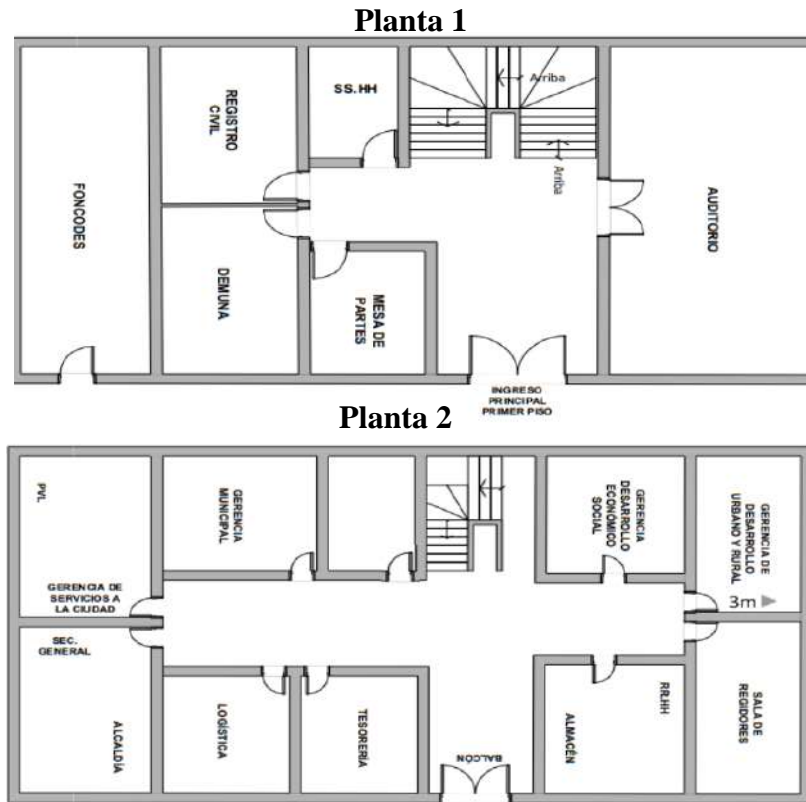 Planta 1
REGISTRO
CIVIL
SS. HH
Arriba
Arriba
FONCODES
AUDITORIO
DEMUNA
MESA DE
PARTES
INGRESO
PRINCIPAL
PRIMER PISO
Planta 2
PVL
GERENCIA
MUNICIPAL
GERENCIA
DESARROLLO
ECONÓMICO
SOCIAL
GERENCIA DE
DESARROLLO
URBANO Y RURAL
3m
GERENCIA DE
SERVICIOS A
LA CIUDAD
SEC.
GENERAL
ALCALDÍA
LOGÍSTICA
TESORERÍA
BALCÓN
ALMACÉN
RR.HH
SALA DE
REGIDORES